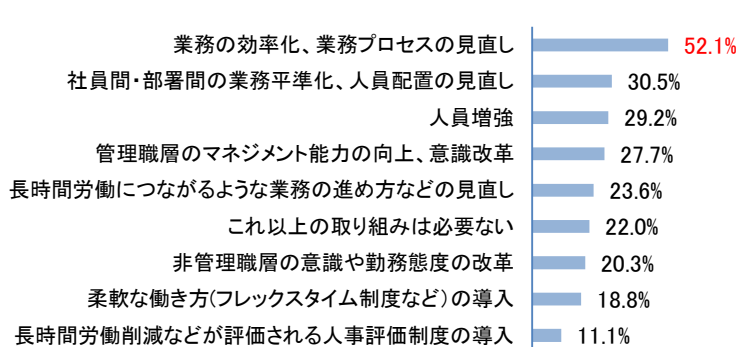 業務の効率化、業務プロセスの見直し 52.1%
社員間・部署間の業務平準化、人員配置の見直し 30.5%
人員増強 29.2%
管理職層のマネジメント能力の向上、意識改革 27.7%
長時間労働につながるような業務の進め方などの見直し 23.6%
これ以上の取り組みは必要ない 22.0%
非管理職層の意識や勤務態度の改革 20.3%
柔軟な働き方(フレックスタイム制度など)の導入 18.8%
長時間労働削減などが評価される人事評価制度の導入 11.1%